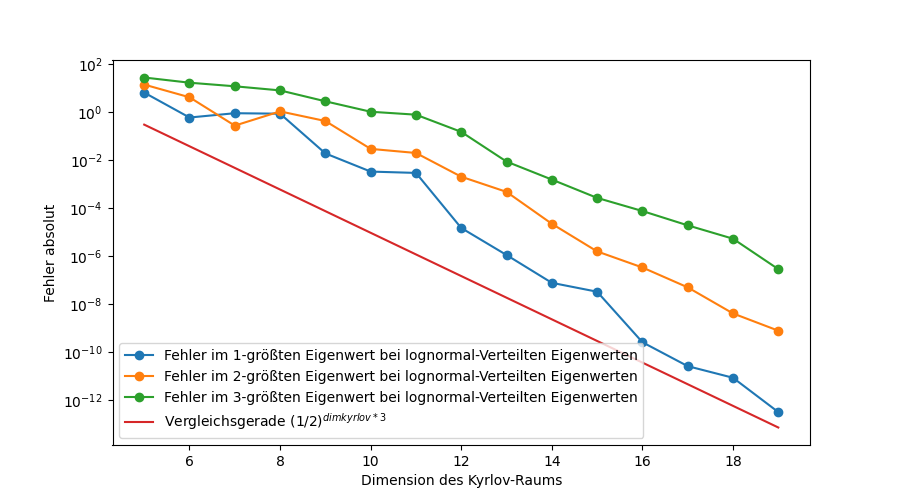 10^2
10^0
10^-2
10^-4
10^-6
10^-8
10^-10
10^-12
Fehler absolut
Fehler im 1-größten Eigenwert bei lognormal-Verteilten Eigenwerten
Fehler im 2-größten Eigenwert bei lognormal-Verteilten Eigenwerten
Fehler im 3-größten Eigenwert bei lognormal-Verteilten Eigenwerten
Vergleichsgerade (1/2)^dimkyrlov*3
6 8 10 12 14 16 18
Dimension des Kyrlov-Raums